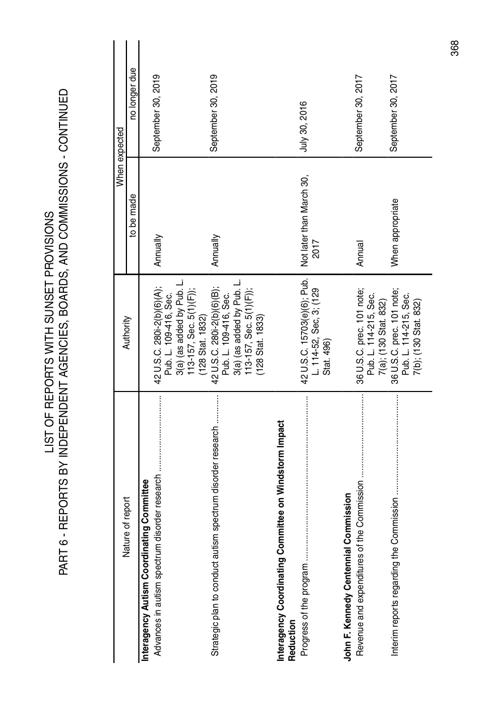 LIST OF REPORTS WITH SUNSET PROVISIONS
PART 6 - REPORTS BY INDEPENDENT AGENCIES, BOARDS, AND COMMISSIONS - CONTINUED
Nature of report
Authority
When expected
to be made
no longer due
Interagency Autism Coordinating Committee
Advances in autism spectrum disorder research ............................ 42 U.S.C. 280i-2(b)(6)(A); Annually September 30, 2019
Pub. L. 109-416, Sec.
3(a) (as added by Pub. L.
113-157, Sec. 5(1)(F));
(128 Stat. 1832)
Strategic plan to conduct autism spectrum disorder research ........... 42 U.S.C. 280i-2(b)(6)(B); Annually September 30, 2019
Pub. L. 109-416, Sec.
3(a) (as added by Pub. L.
113-157, Sec. 5(1)(F));
(128 Stat. 1833)
Interagency Coordinating Committee on Windstorm Impact
Reduction
Progress of the program ................................................................ 42 U.S.C. 15703(e)(6); Pub. Not later than March 30, July 30, 2016
L. 114-52, Sec, 3; (129 2017
Stat. 496)
John F. Kennedy Centennial Commission
Revenue and expenditures of the Commission ................................ 36 U.S.C. prec. 101 note; Annual September 30, 2017
Pub. L. 114-215, Sec.
7(a); (130 Stat. 832)
Interim reports regarding the Commission ...................................... 36 U.S.C. prec. 101 note; When appropriate September 30, 2017
Pub. L. 114-215, Sec.
7(b); (130 Stat. 832)
368